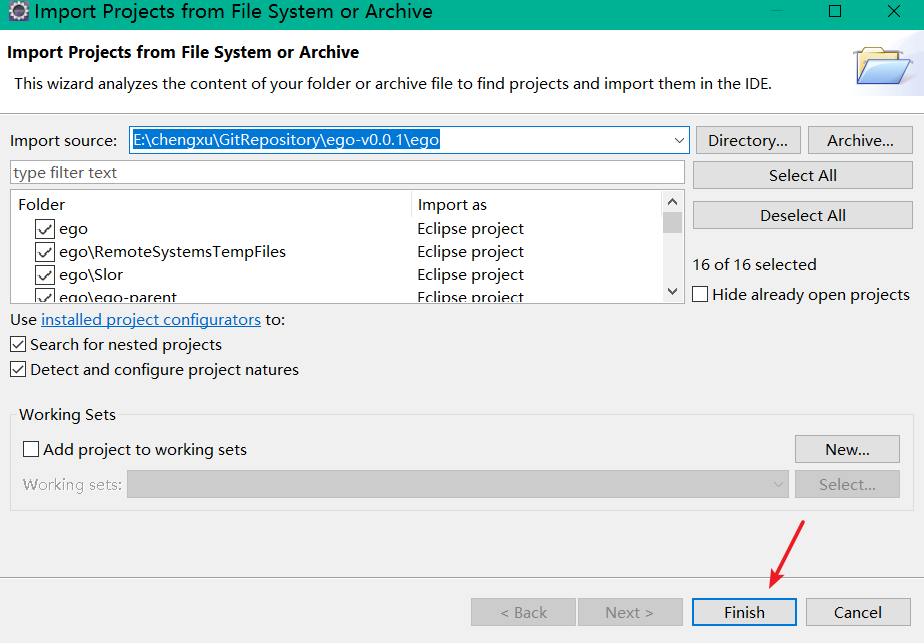 Import Projects from File System or Archive
Import Projects from File System or Archive
This wizard analyzes the content of your folder or archive file to find projects and import them in the IDE.
Import source: E:\chengxu\GitRepository\ego-v0.0.1\ego Directory... Archive...
type filter text Select All
Folder Import as Deselect All
ego Eclipse project
ego\RemoteSystemsTempFiles Eclipse project
ego\Slor Eclipse project
ego\ego-parent Eclipse project
16 of 16 selected
Hide already open projects
Use installed project configurators to:
Search for nested projects
Detect and configure project natures
Working Sets
Add project to working sets New...
Working sets: Select...
< Back Next > Finish Cancel